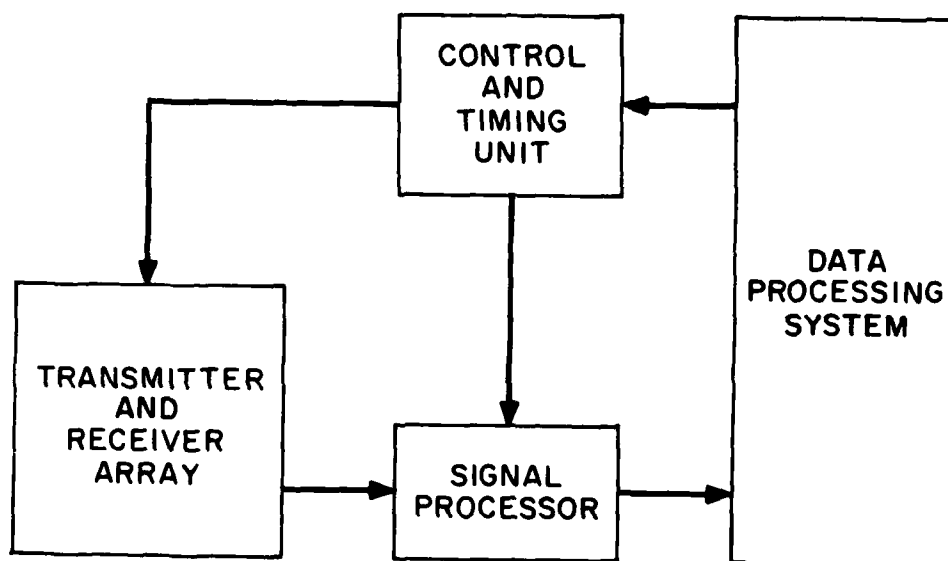 CONTROL
AND
TIMING
UNIT
DATA
PROCESSING
SYSTEM
TRANSMITTER
AND
RECEIVER
ARRAY
SIGNAL
PROCESSOR